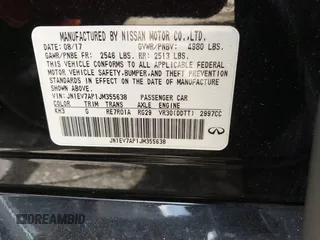 MANUFACTURED BY NISSAN MOTOR CO.,LTD.
DATE: 08/17 GVWR/PNBV: 4880 LBS.
GAWR/PNBE FR: 2546 LBS. RR: 2513 LBS.
THIS VEHICLE CONFORMS TO ALL APPLICABLE FEDERAL
MOTOR VEHICLE SAFETY, BUMPER, AND THEFT PREVENTION
STANDARDS IN EFFECT ON THE DATE OF MANUFACTURE
SHOWN ABOVE.
VIN: JN1EV7AP1JM355638 PASSENGER CAR
COLOR TRIM TRANS AXLE ENGINE
KH3 G RE7R01A RG29 VR30(DDTT) 2997CC
JN1EV7AP1JM355638
DREAMBID